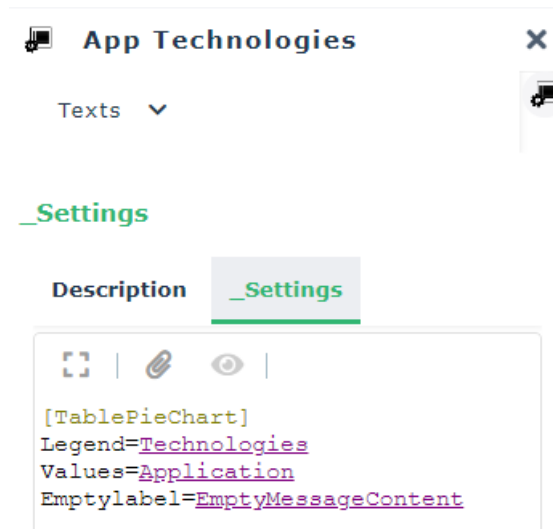 App Technologies
Texts
_Settings
Description _Settings
[TablePieChart]
Legend=Technologies
Values=Application
Emptylabel=EmptyMessageContent